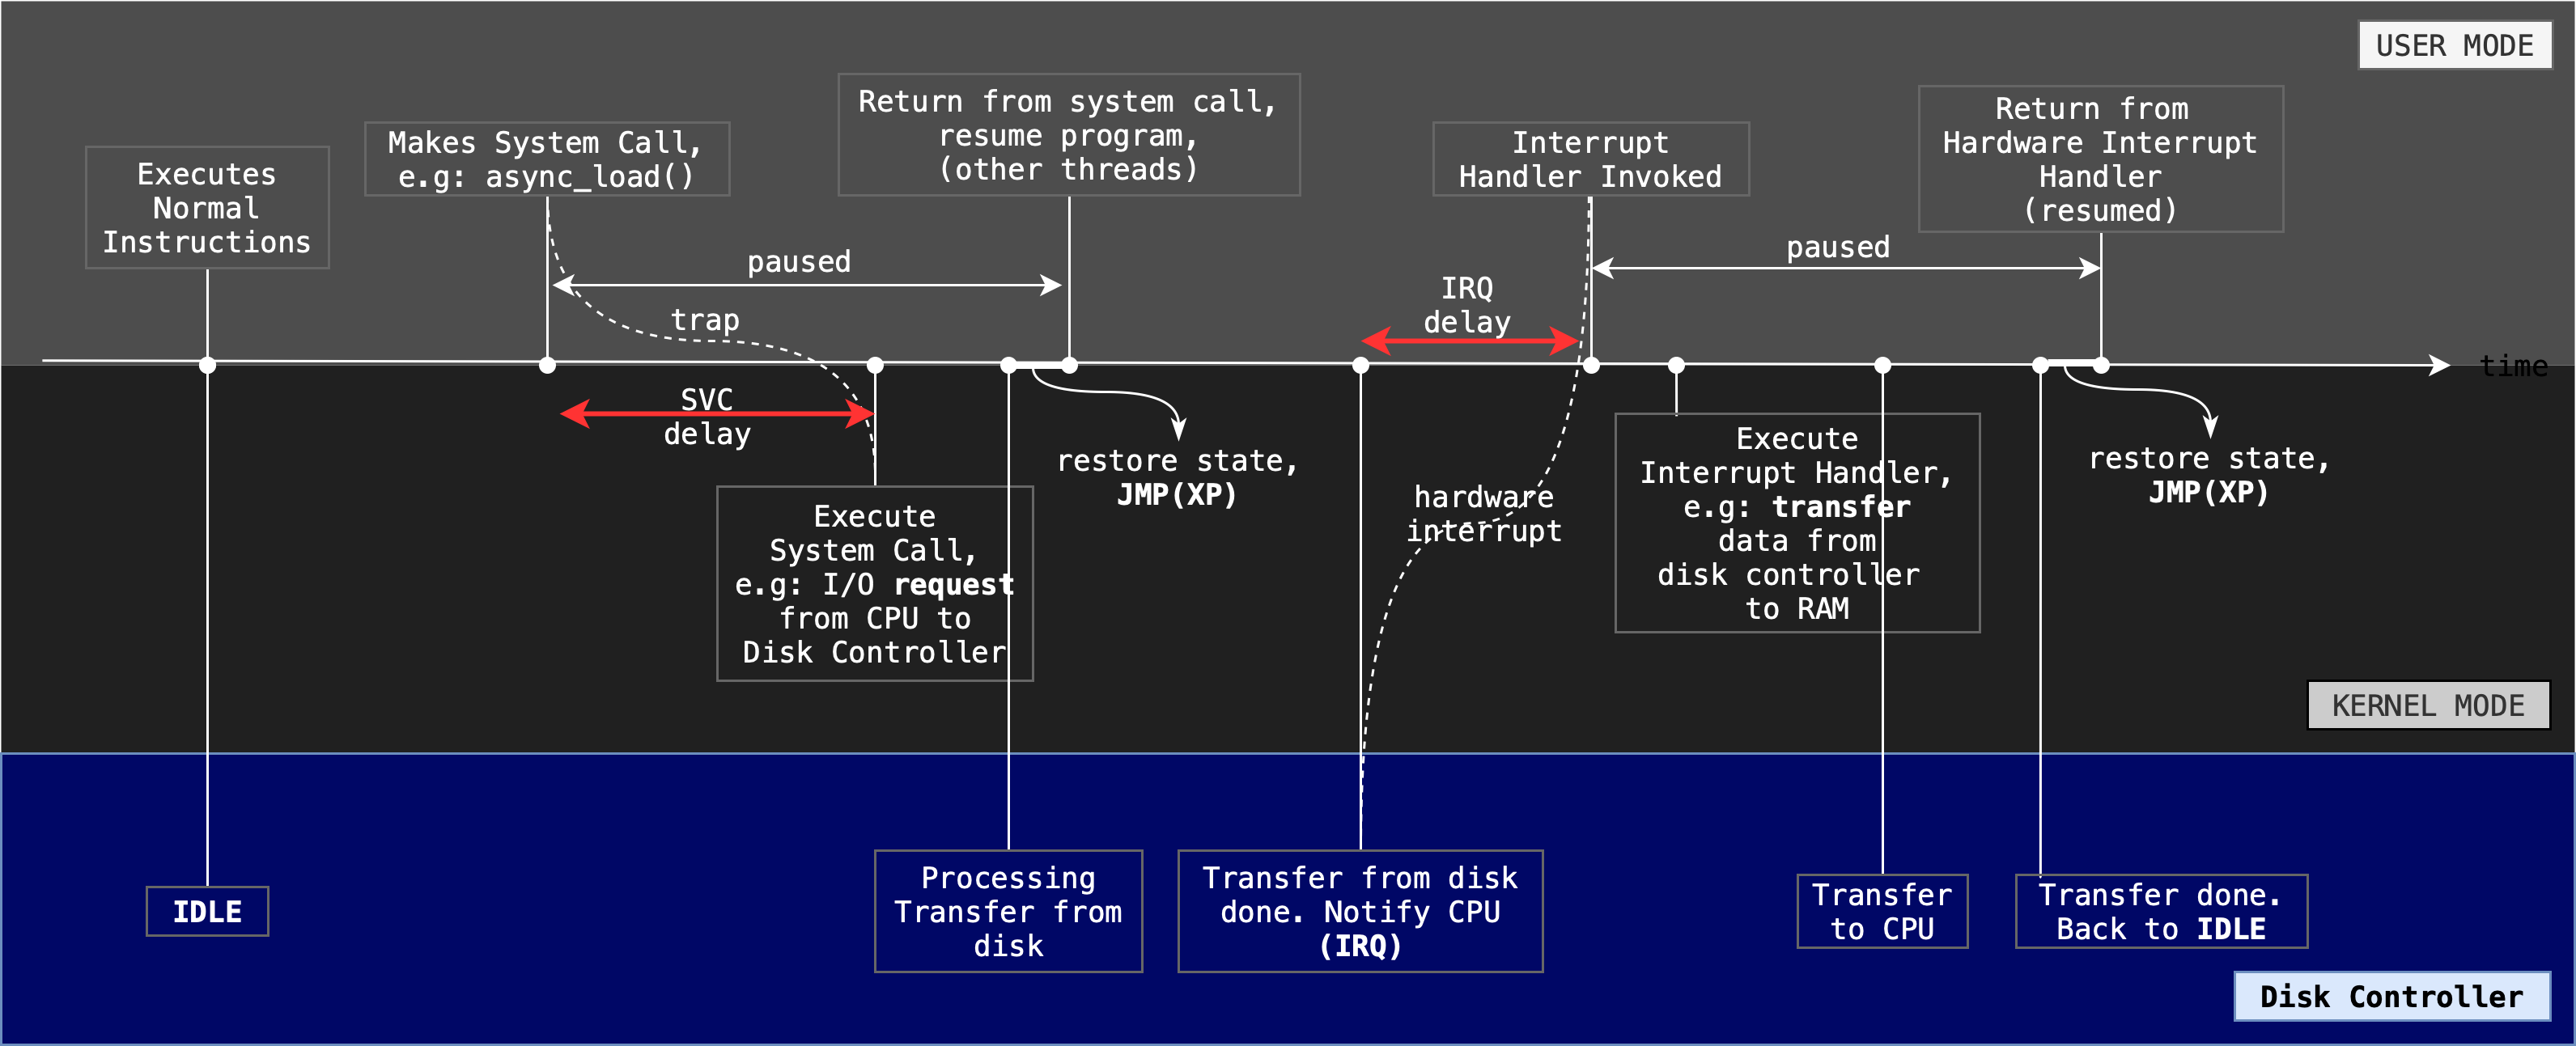 USER MODE
Executes
Normal
Instructions
Makes System Call,
e.g: async_load()
Return from system call,
resume program,
(other threads)
Interrupt
Handler Invoked
Return from
Hardware Interrupt
Handler
(resumed)
paused
paused
trap
IRQ
delay
time
SVC
delay
restore state,
JMP(XP)
Execute
System Call,
e.g: I/O request
from CPU to
Disk Controller
hardware
interrupt
Execute
Interrupt Handler,
e.g: transfer
data from
disk controller
to RAM
restore state,
JMP(XP)
KERNEL MODE
IDLE
Processing
Transfer from
disk
Transfer from disk
done. Notify CPU
(IRQ)
Transfer
to CPU
Transfer done.
Back to IDLE
Disk Controller